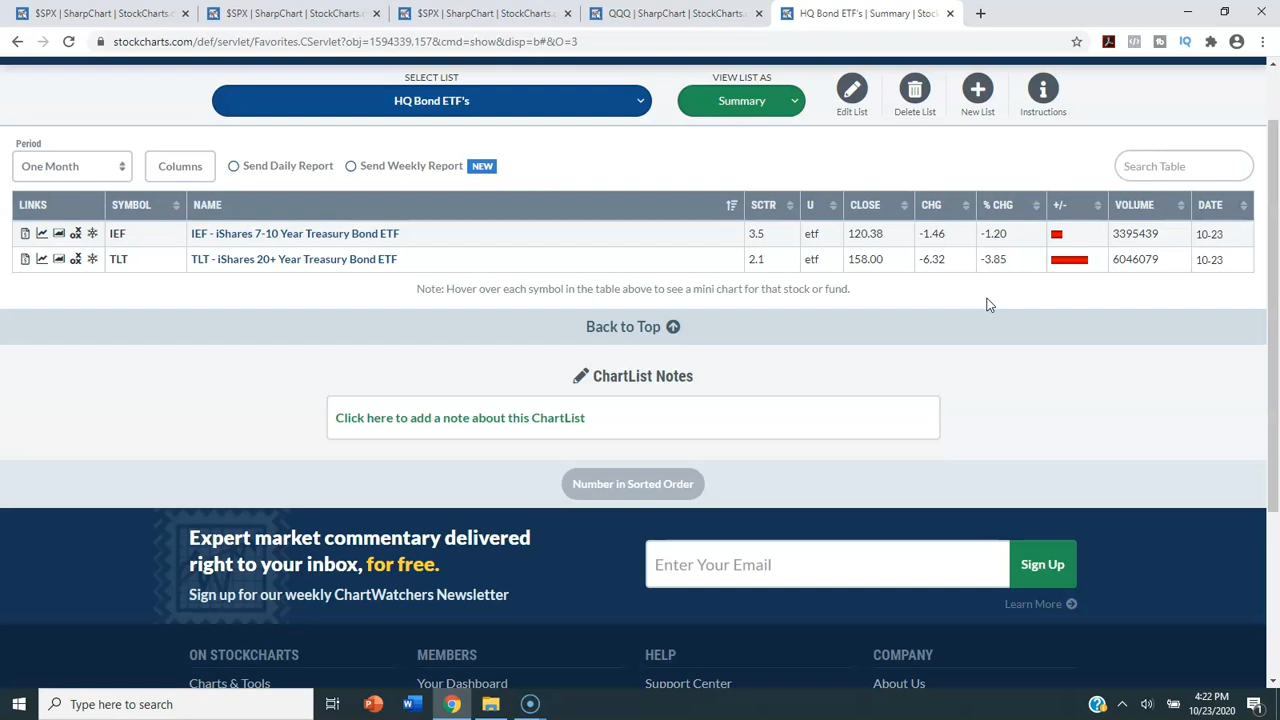 $SPX | SharpChart | StockCharts.c
$SPX | SharpChart | StockCharts.c
$SPX | SharpChart | StockCharts.c
QQQ | SharpChart | StockCharts.c
HQ Bond ETF's | Summary | Stock
stockcharts.com/def/servlet/Favorites.CServlet?obj=1594339,157&cmd=show&disp=b#&O=3
SELECT LIST
VIEW LIST AS
HQ Bond ETF's
Summary
Edit List
Delete List
New List
Instructions
Period
One Month
Columns
Send Daily Report
Send Weekly Report NEW
Search Table
LINKS SYMBOL NAME SCTR U CLOSE CHG % CHG +/- VOLUME DATE
IEF IEF - iShares 7-10 Year Treasury Bond ETF 3.5 etf 120.38 -1.46 -1.20 3395439 10-23
TLT TLT - iShares 20+ Year Treasury Bond ETF 2.1 etf 158.00 -6.32 -3.85 6046079 10-23
Note: Hover over each symbol in the table above to see a mini chart for that stock or fund.
Back to Top
ChartList Notes
Click here to add a note about this ChartList
Number in Sorted Order
Expert market commentary delivered
right to your inbox, for free.
Sign up for our weekly ChartWatchers Newsletter
Enter Your Email
Sign Up
Learn More
ON STOCKCHARTS MEMBERS HELP COMPANY
Charts & Tools Your Dashboard Support Center About Us
Type here to search
4:22 PM
10/23/2020